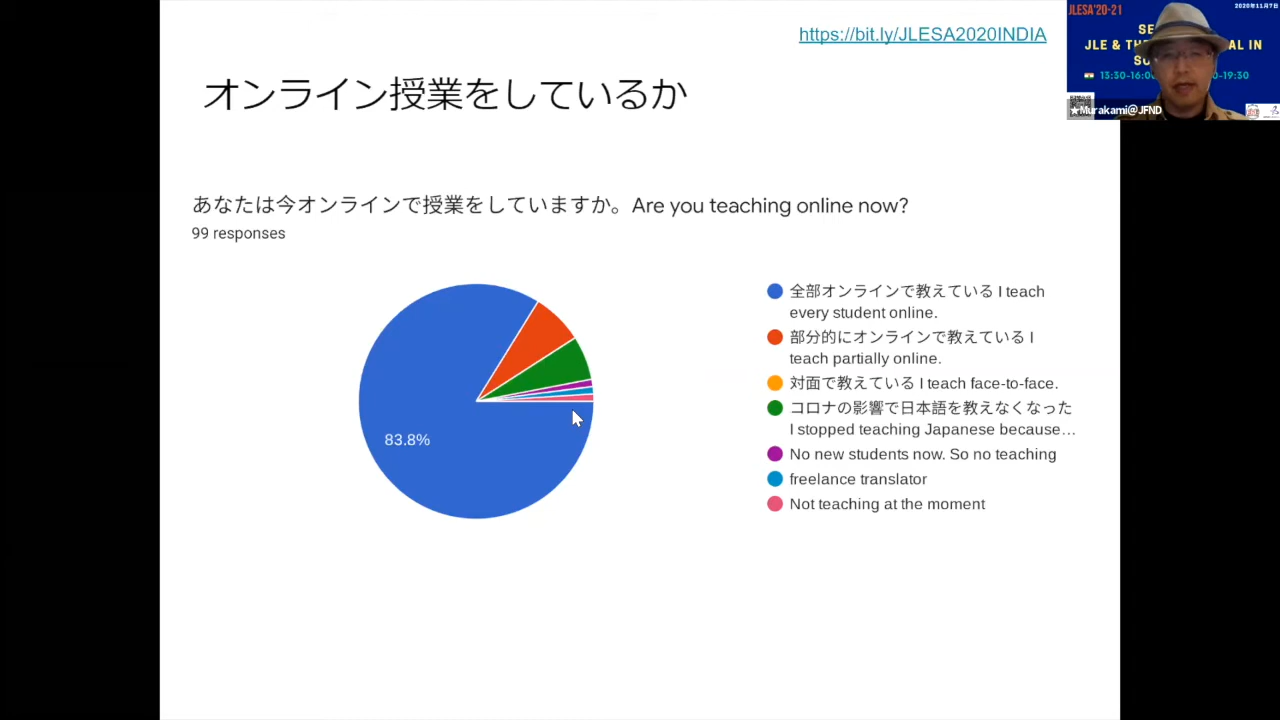 https://bit.ly/JLESA2020INDIA
オンライン授業をしているか
あなたは今オンラインで授業をしていますか。Are you teaching online now?
99 responses
83.8%
全部オンラインで教えている I teach
every student online.
部分的にオンラインで教えている I
teach partially online.
対面で教えている I teach face-to-face.
コロナの影響で日本語を教えなくなった
I stopped teaching Japanese because…
No new students now. So no teaching
freelance translator
Not teaching at the moment
JLESA'20-21
2020年11月7日
SE
JLE & TH AL IN
SO
13:30-16:0 0-19:30
★Murakami@JFND